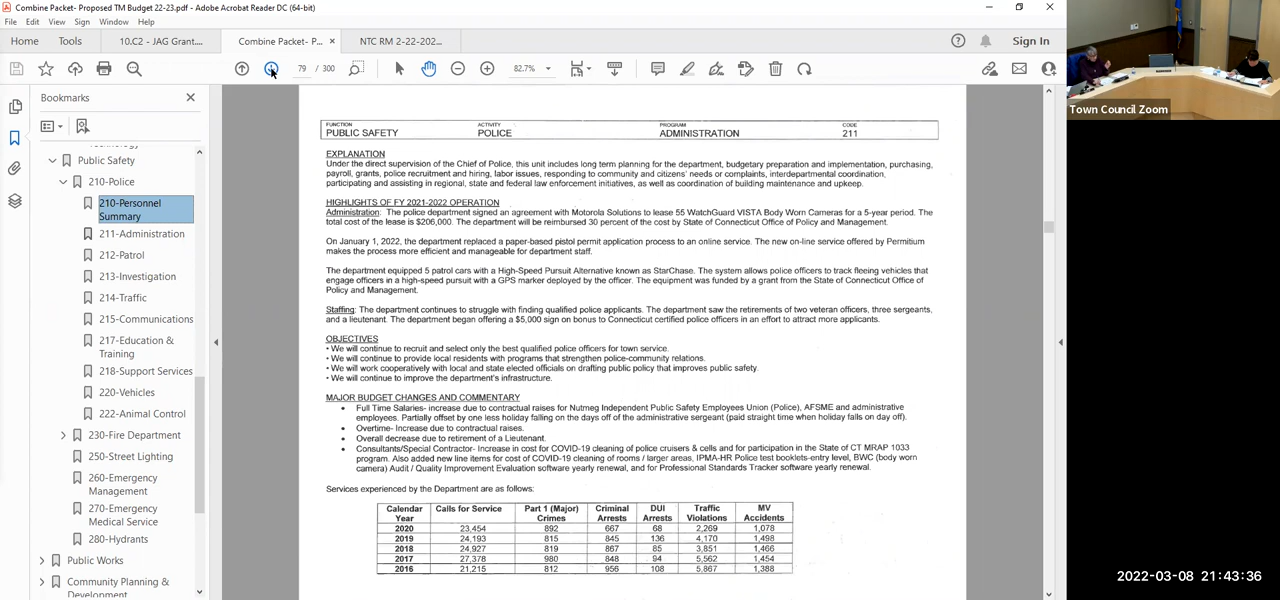 Combine Packet- Proposed TM Budget 22-23.pdf - Adobe Acrobat Reader DC (64-bit)
File Edit View Sign Window Help
Home Tools 10.C2 - JAG Grant.... Combine Packet- P... × NTC RM 2-22-202... Sign In
79 / 300 82.7%
Bookmarks
Public Safety
210-Police
210-Personnel
Summary
211-Administration
212-Patrol
213-Investigation
214-Traffic
215-Communications
217-Education &
Training
218-Support Services
220-Vehicles
222-Animal Control
230-Fire Department
250-Street Lighting
260-Emergency
Management
270-Emergency
Medical Service
280-Hydrants
Public Works
Community Planning &
FUNCTION ACTIVITY PROGRAM CODE
PUBLIC SAFETY POLICE ADMINISTRATION 211
EXPLANATION
Under the direct supervision of the Chief of Police, this unit includes long term planning for the department, budgetary preparation and implementation, purchasing,
payroll, grants, police recruitment and hiring, labor issues, responding to community and citizens' needs or complaints, interdepartmental coordination,
participating and assisting in regional, state and federal law enforcement initiatives, as well as coordination of building maintenance and upkeep.
HIGHLIGHTS OF FY 2021-2022 OPERATION
Administration: The police department signed an agreement with Motorola Solutions to lease 55 WatchGuard VISTA Body Worn Cameras for a 5-year period. The
total cost of the lease is $206,000. The department will be reimbursed 30 percent of the cost by State of Connecticut Office of Policy and Management.
On January 1, 2022, the department replaced a paper-based pistol permit application process to an online service. The new on-line service offered by Permitium
makes the process more efficient and manageable for department staff.
The department equipped 5 patrol cars with a High-Speed Pursuit Alternative known as StarChase. The system allows police officers to track fleeing vehicles that
engage officers in a high-speed pursuit with a GPS marker deployed by the officer. The equipment was funded by a grant from the State of Connecticut Office of
Policy and Management.
Staffing: The department continues to struggle with finding qualified police applicants. The department saw the retirements of two veteran officers, three sergeants,
and a lieutenant. The department began offering a $5,000 sign on bonus to Connecticut certified police officers in an effort to attract more applicants.
OBJECTIVES
• We will continue to recruit and select only the best qualified police officers for town service.
• We will continue to provide local residents with programs that strengthen police-community relations.
• We will work cooperatively with local and state elected officials on drafting public policy that improves public safety.
• We will continue to improve the department's infrastructure.
MAJOR BUDGET CHANGES AND COMMENTARY
• Full Time Salaries- increase due to contractual raises for Nutmeg Independent Public Safety Employees Union (Police), AFSME and administrative
employees. Partially offset by one less holiday falling on the days off of the administrative sergeant (paid straight time when holiday falls on day off).
• Overtime- Increase due to contractual raises.
• Overall decrease due to retirement of a Lieutenant.
• Consultants/Special Contractor- Increase in cost for COVID-19 cleaning of police cruisers & cells and for participation in the State of CT MRAP 1033
program. Also added new line items for cost of COVID-19 cleaning of rooms / larger areas, IPMA-HR Police test booklets-entry level, BWC (body worn
camera) Audit / Quality Improvement Evaluation software yearly renewal, and for Professional Standards Tracker software yearly renewal.
Services experienced by the Department are as follows:
Calendar Year Calls for Service Part 1 (Major) Crimes Criminal Arrests DUI Arrests Traffic Violations MV Accidents
2020 23,454 892 667 68 2,269 1,078
2019 24,193 815 845 136 4,170 1,498
2018 24,927 819 867 85 3,851 1,466
2017 27,378 980 848 94 5,562 1,454
2016 21,215 812 956 108 5,867 1,388
Town Council Zoom
2022-03-08 21:43:36